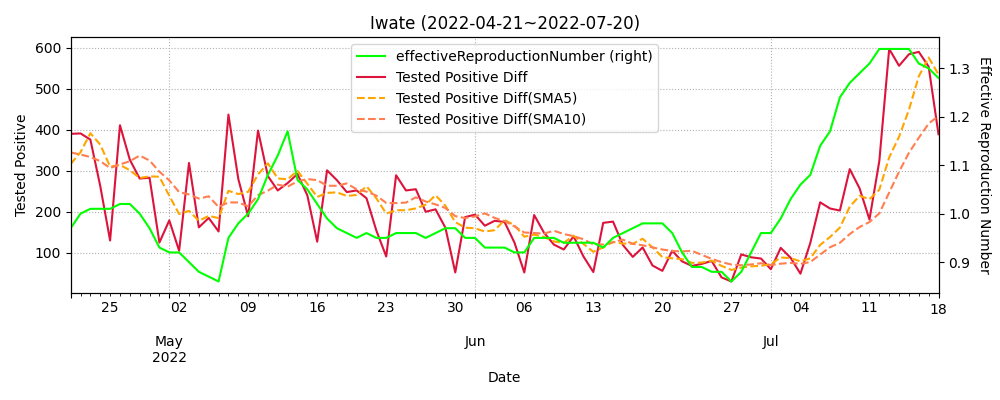 Iwate (2022-04-21~2022-07-20)
effectiveReproductionNumber (right)
Tested Positive Diff
Tested Positive Diff(SMA5)
Tested Positive Diff(SMA10)
Tested Positive
600
500
400
300
200
100
1.3
1.2
1.1
1.0
0.9
Effective Reproduction Number
25 02 09 16 23 30 06 13 20 27 04 11 18
May Jun Jul
2022
Date